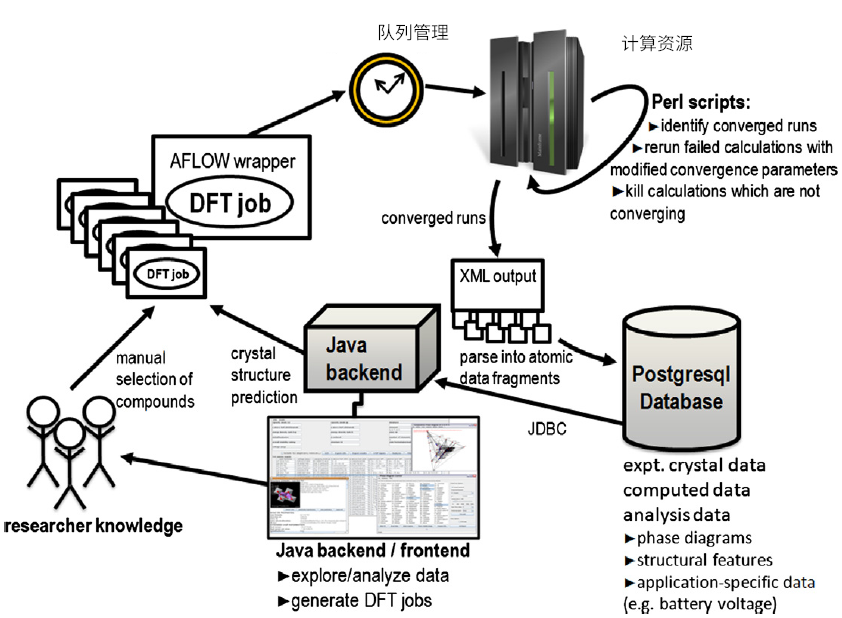 队列管理
计算资源
Perl scripts:
►identify converged runs
►rerun failed calculations with
modified convergence parameters
►kill calculations which are not
converging
AFLOW wrapper
DFT job
DFT job
converged runs
XML output
parse into atomic
data fragments
Java
backend
crystal
structure
prediction
manual
selection of
compounds
Postgresql
Database
JDBC
researcher knowledge
Java backend / frontend
►explore/analyze data
►generate DFT jobs
expt. crystal data
computed data
analysis data
►phase diagrams
►structural features
►application-specific data
(e.g. battery voltage)